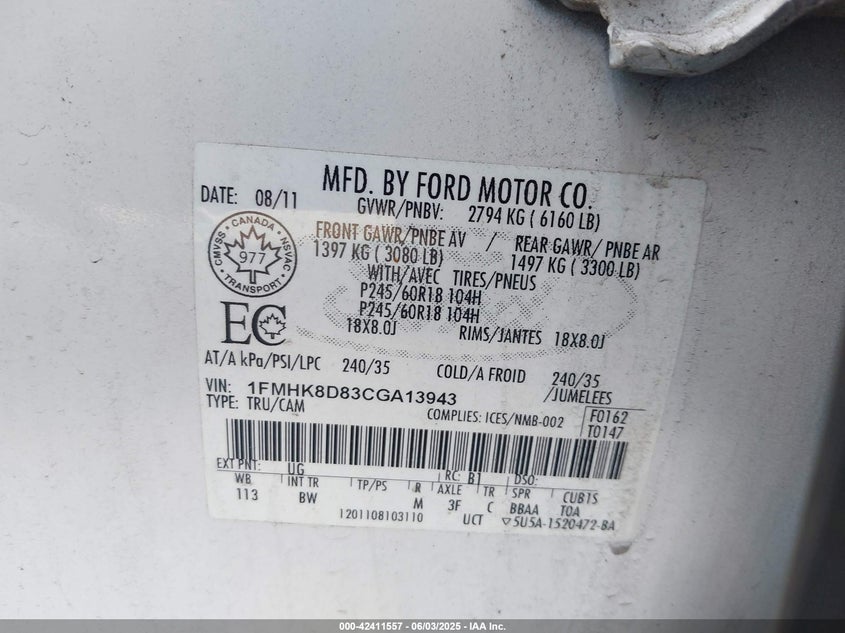 MFD. BY FORD MOTOR CO.
DATE: 08/11
GVWR/PNBV: 2794 KG ( 6160 LB)
FRONT GAWR/PNBE AV / REAR GAWR/ PNBE AR
1397 KG ( 3080 LB) 1497 KG ( 3300 LB)
WITH/AVEC TIRES/PNEUS
P245/60R18 104H
P245/60R18 104H
18X8.0J RIMS/JANTES 18X8.0J
CMVSS · CANADA · NSVAC
977
· TRANSPORT ·
EC
AT/A kPa/PSI/LPC 240/35 COLD/A FROID 240/35
VIN: 1FMHK8D83CGA13943 /JUMELEES
TYPE: TRU/CAM COMPLIES: ICES/NMB-002 F0162
T0147
EXT PNT: UG RC: B1 DSO:
WB INT TR TP/PS R AXLE TR SPR CUBTS
113 BW M 3F C BBAA TOA
1201108103110 UCT ▽5U5A-1520472-BA
000-42411557 - 06/03/2025 - IAA Inc.